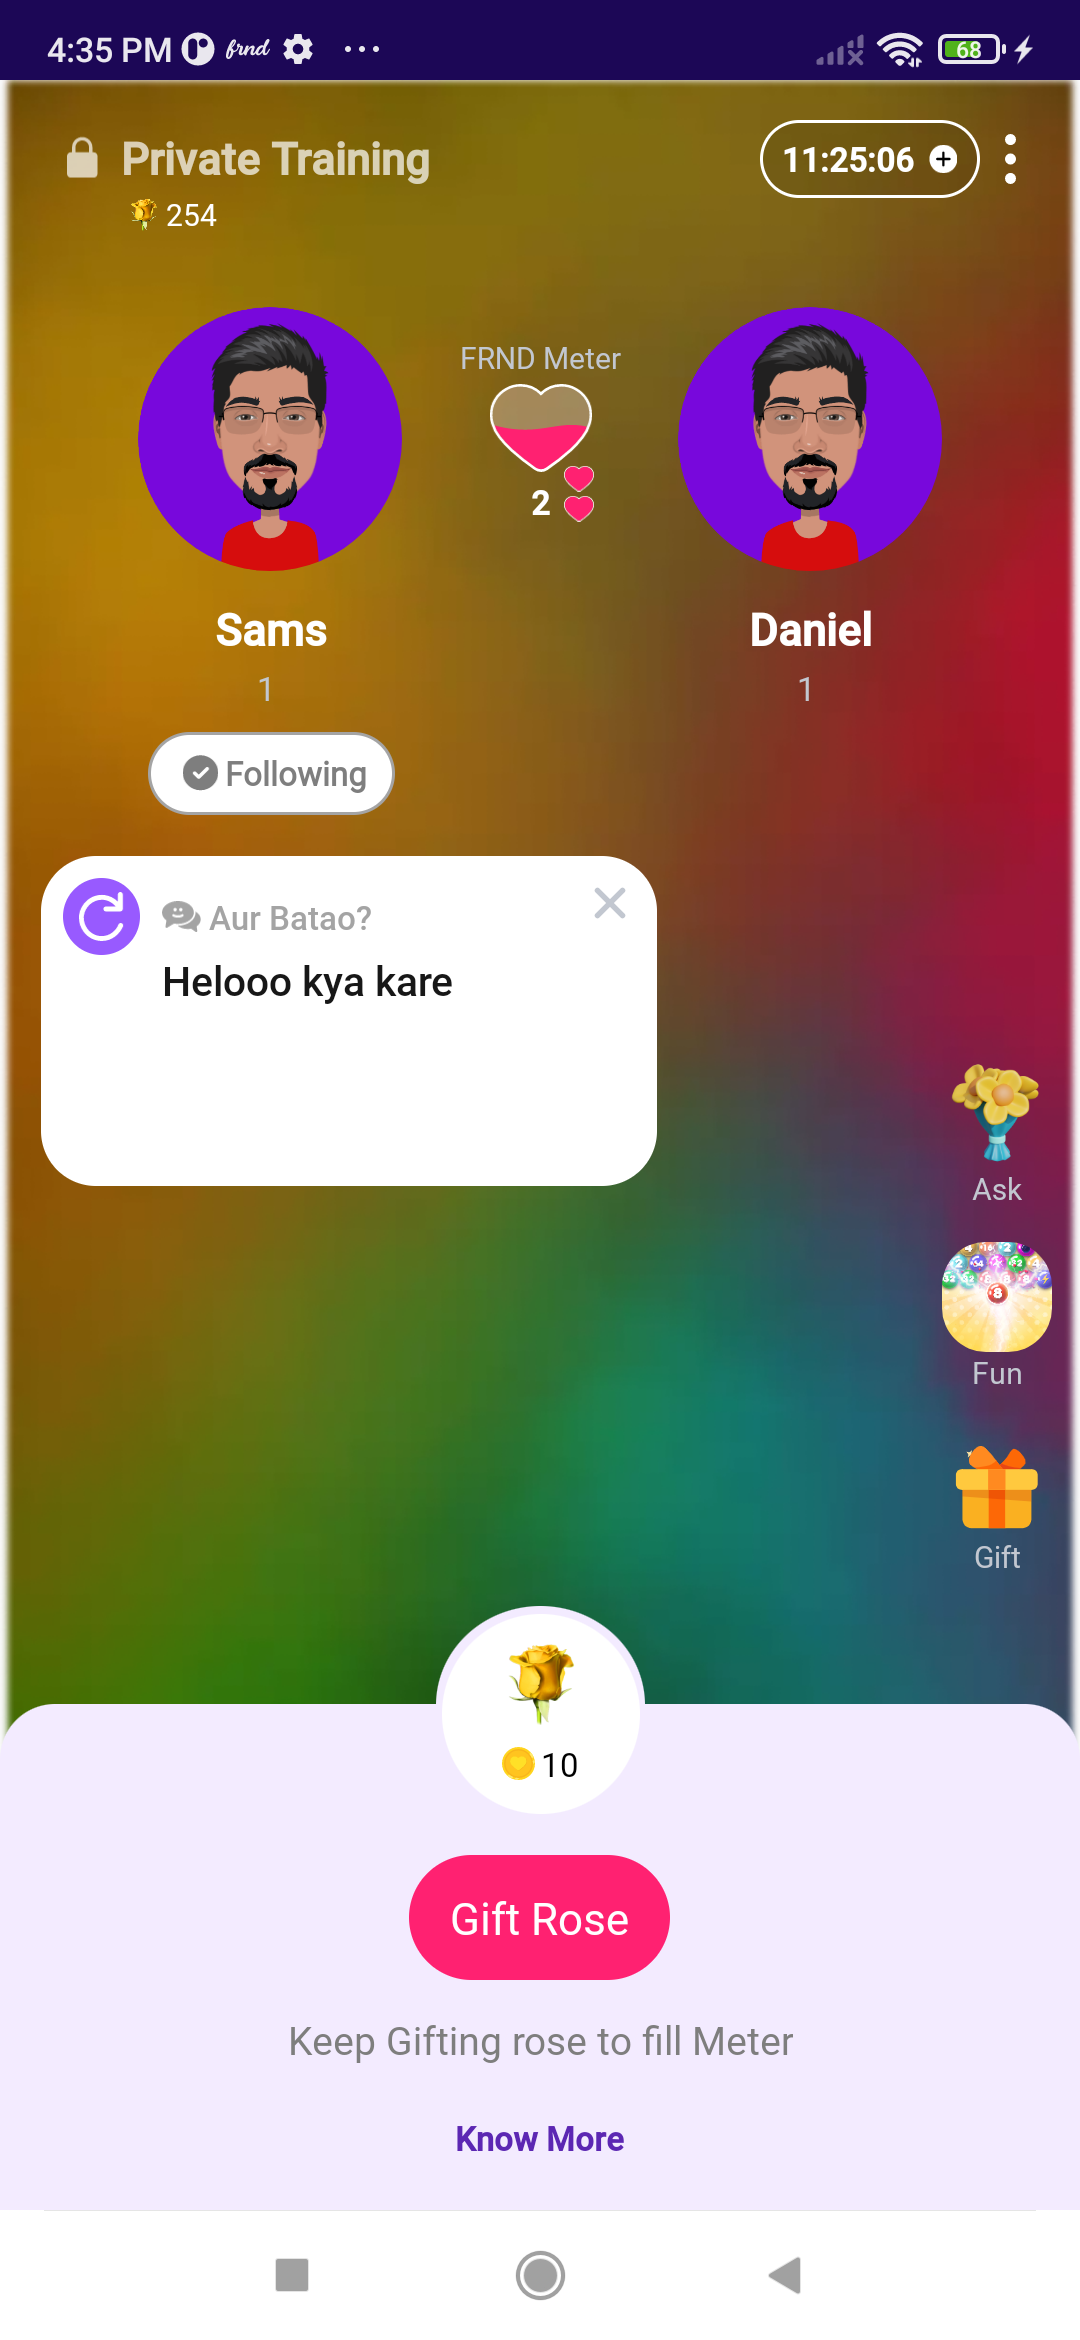 4:35 PM frnd 68
Private Training
11:25:06
254
FRND Meter
2
Sams
Daniel
1
1
Following
Aur Batao?
Helooo kya kare
Ask
Fun
Gift
10
Gift Rose
Keep Gifting rose to fill Meter
Know More